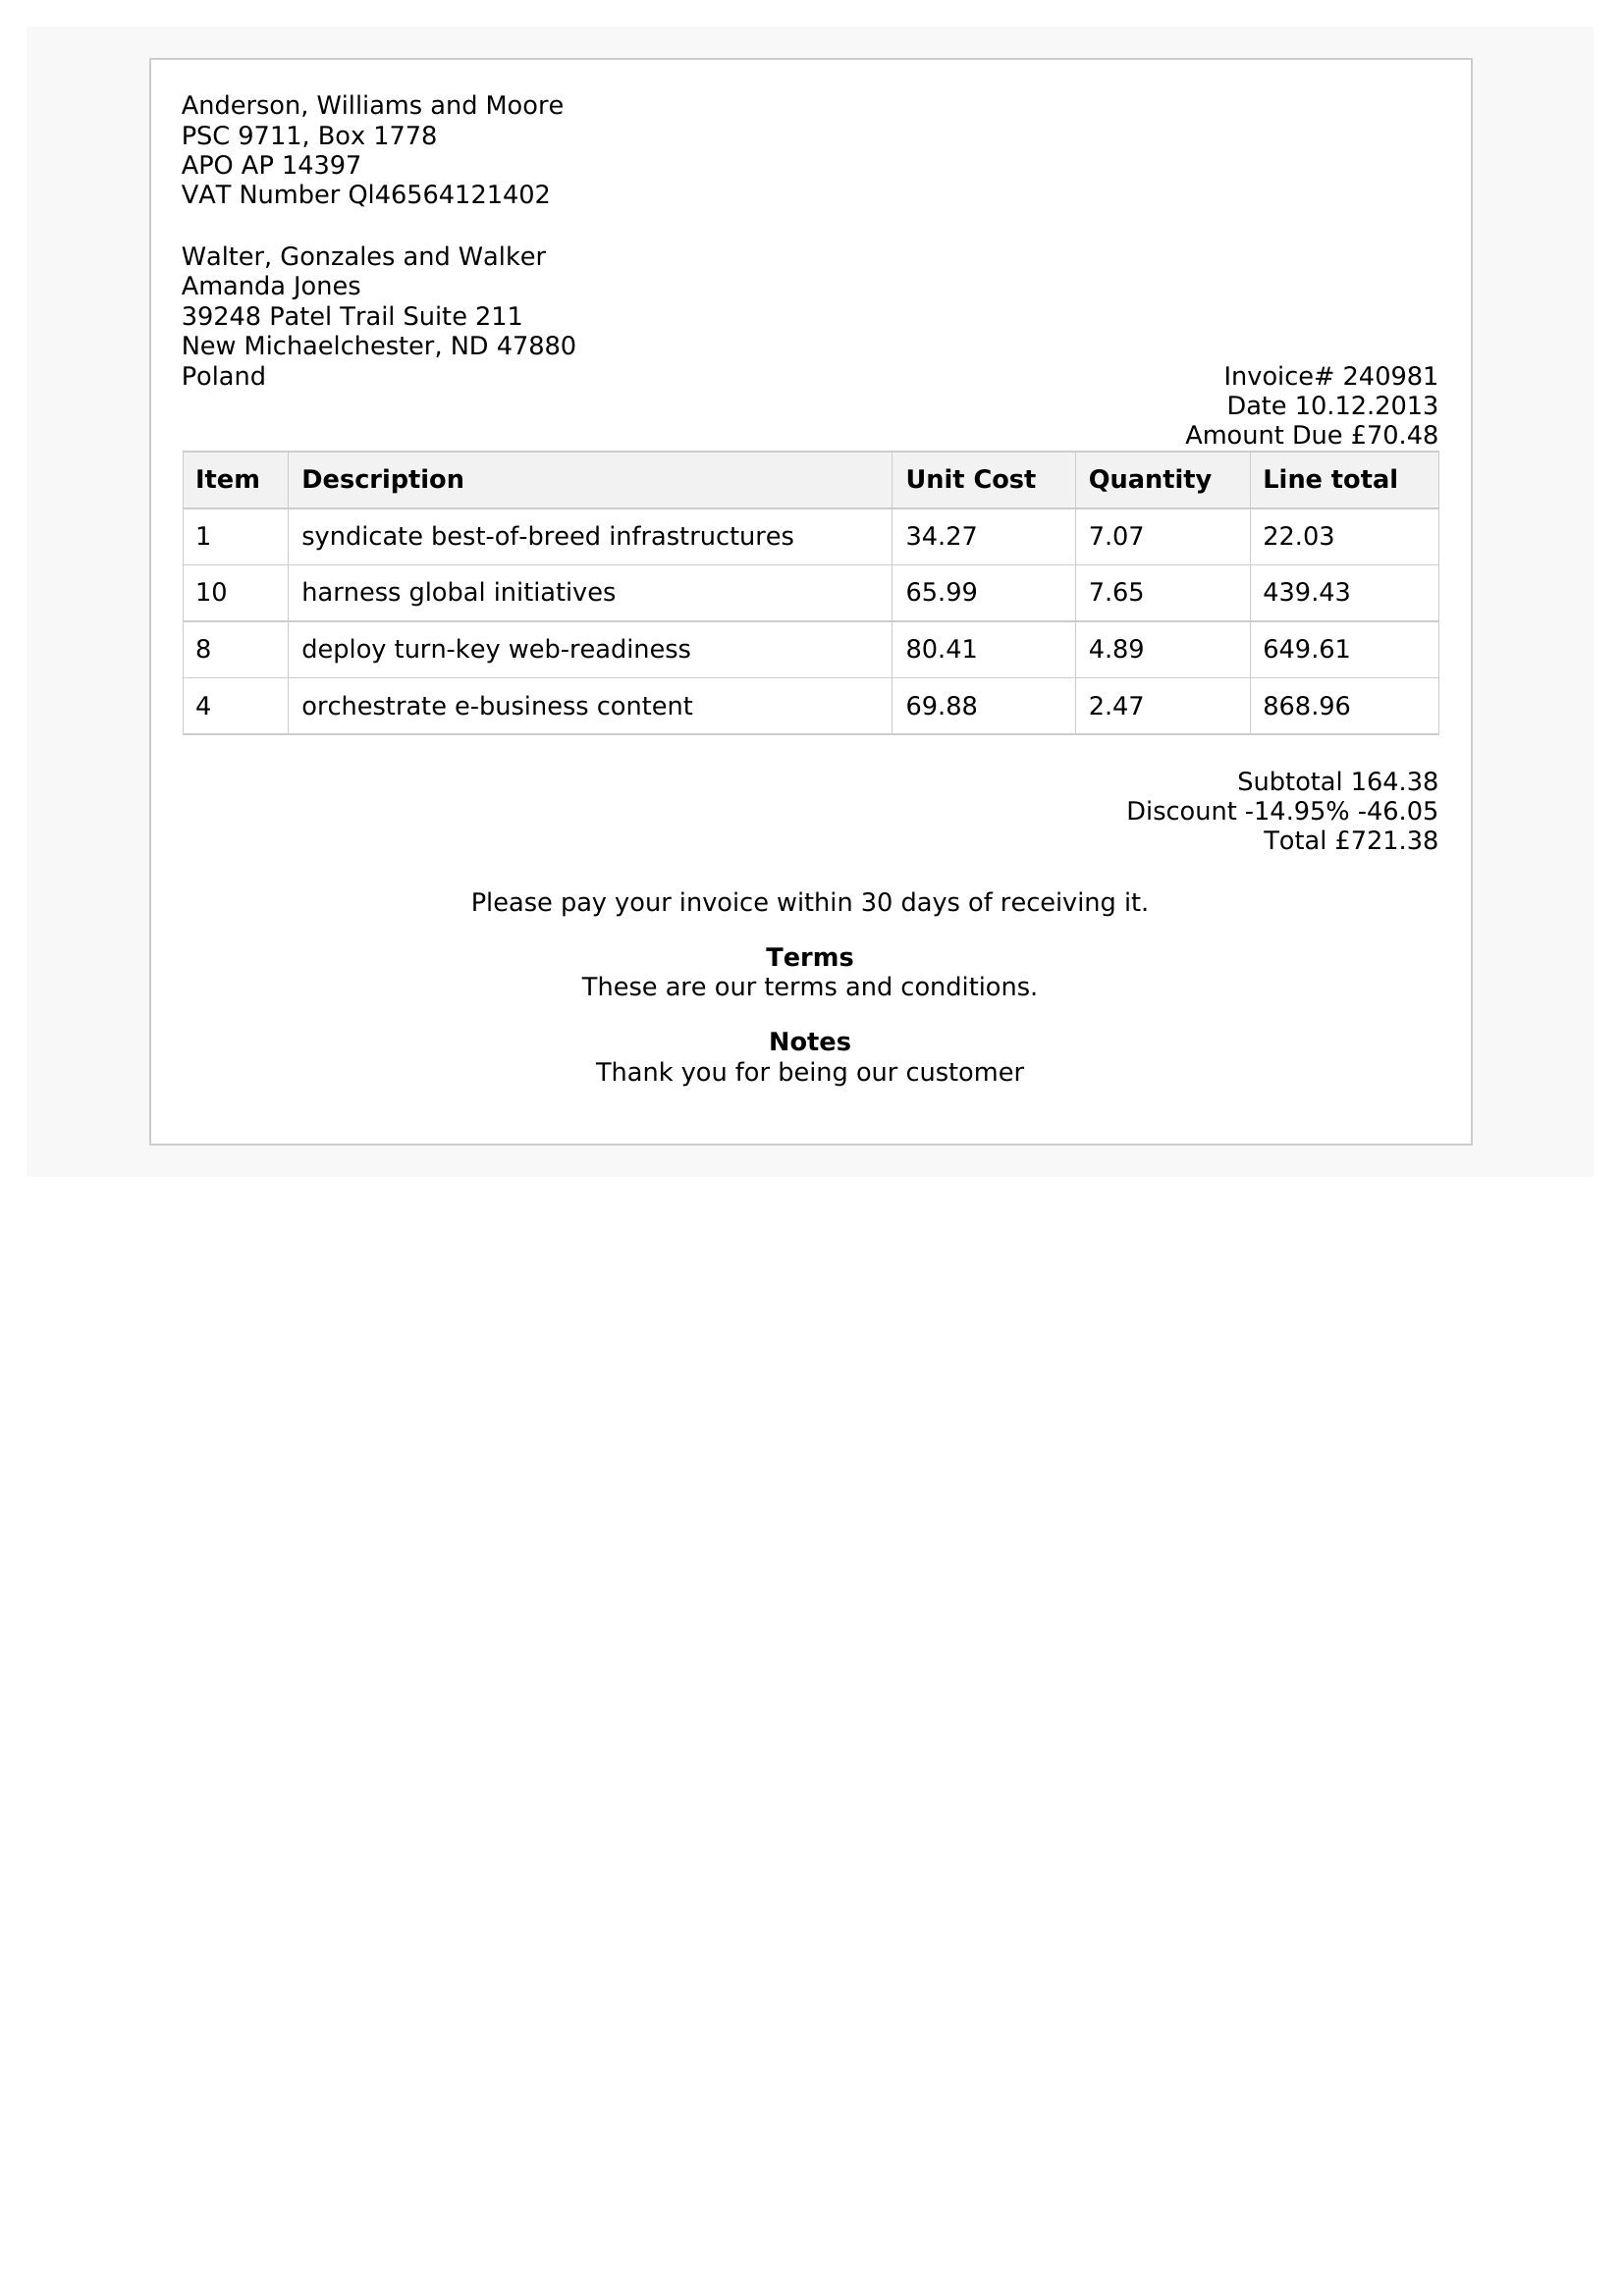 Anderson, Williams and Moore
PSC 9711, Box 1778
APO AP 14397
VAT Number Ql46564121402
Walter, Gonzales and Walker
Amanda Jones
39248 Patel Trail Suite 211
New Michaelchester, ND 47880
Poland
Invoice# 240981
Date 10.12.2013
Amount Due £70.48
Item Description Unit Cost Quantity Line total
1 syndicate best-of-breed infrastructures 34.27 7.07 22.03
10 harness global initiatives 65.99 7.65 439.43
8 deploy turn-key web-readiness 80.41 4.89 649.61
4 orchestrate e-business content 69.88 2.47 868.96
Subtotal 164.38
Discount -14.95% -46.05
Total £721.38
Please pay your invoice within 30 days of receiving it.
Terms
These are our terms and conditions.
Notes
Thank you for being our customer